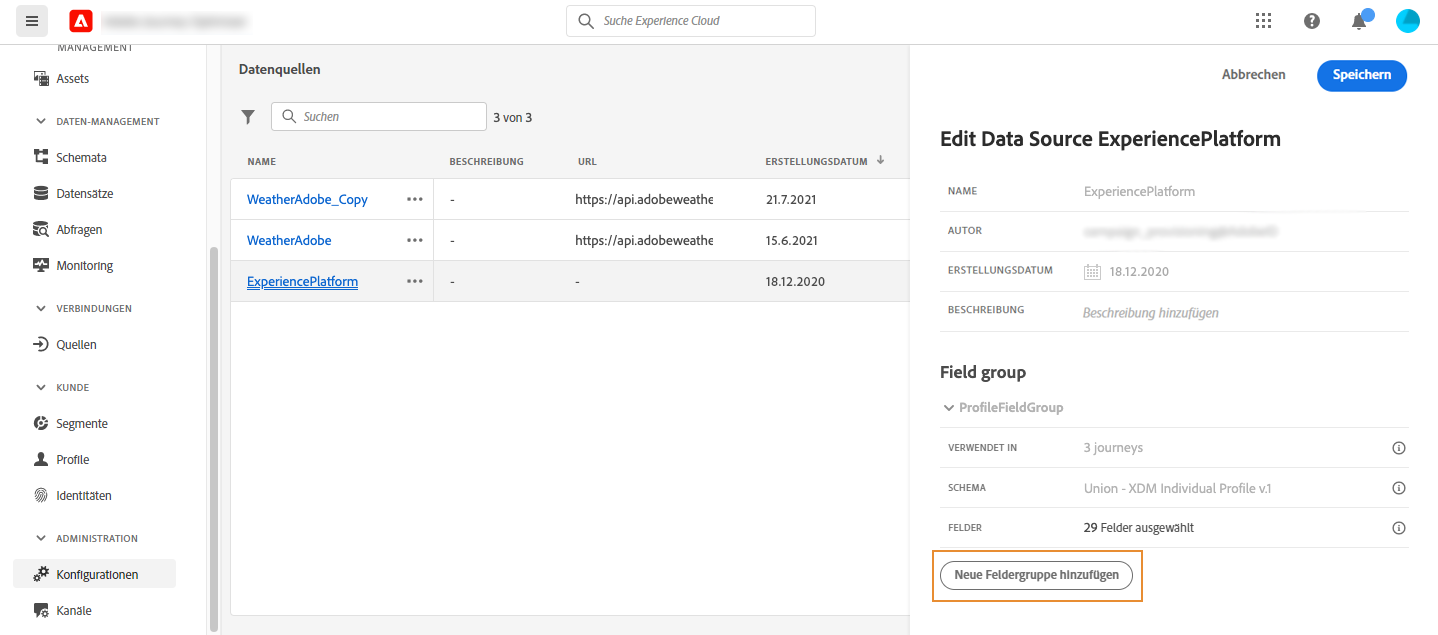 Suche Experience Cloud
MANAGEMENT
Assets
DATEN-MANAGEMENT
Schemata
Datensätze
Abfragen
Monitoring
VERBINDUNGEN
Quellen
KUNDE
Segmente
Profile
Identitäten
ADMINISTRATION
Konfigurationen
Kanäle
Datenquellen
Suchen
3 von 3
NAME BESCHREIBUNG URL ERSTELLUNGSDATUM
WeatherAdobe_Copy - https://api.adobeweathe 21.7.2021
WeatherAdobe - https://api.adobeweathe 15.6.2021
ExperiencePlatform - - 18.12.2020
Abbrechen
Speichern
Edit Data Source ExperiencePlatform
NAME ExperiencePlatform
AUTOR
ERSTELLUNGSDATUM 18.12.2020
BESCHREIBUNG Beschreibung hinzufügen
Field group
ProfileFieldGroup
VERWENDET IN 3 journeys
SCHEMA Union - XDM Individual Profile v.1
FELDER 29 Felder ausgewählt
Neue Feldergruppe hinzufügen